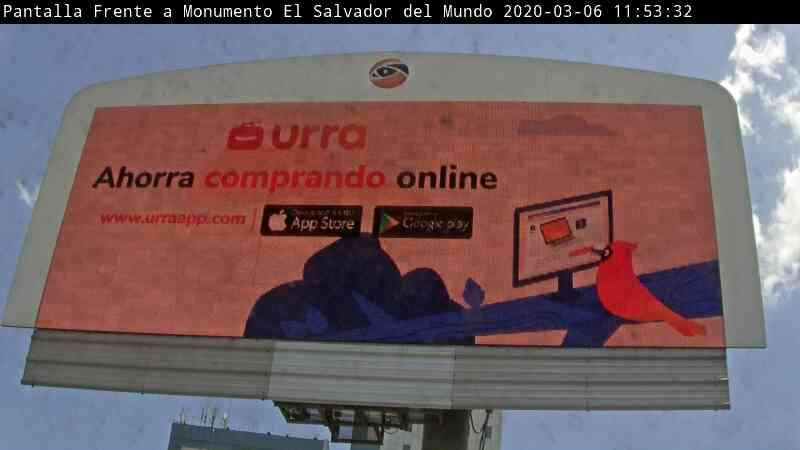 Pantalla Frente a Monumento El Salvador del Mundo 2020-03-06 11:53:32
urra
Ahorra comprando online
www.urraapp.com
App Store
Google play